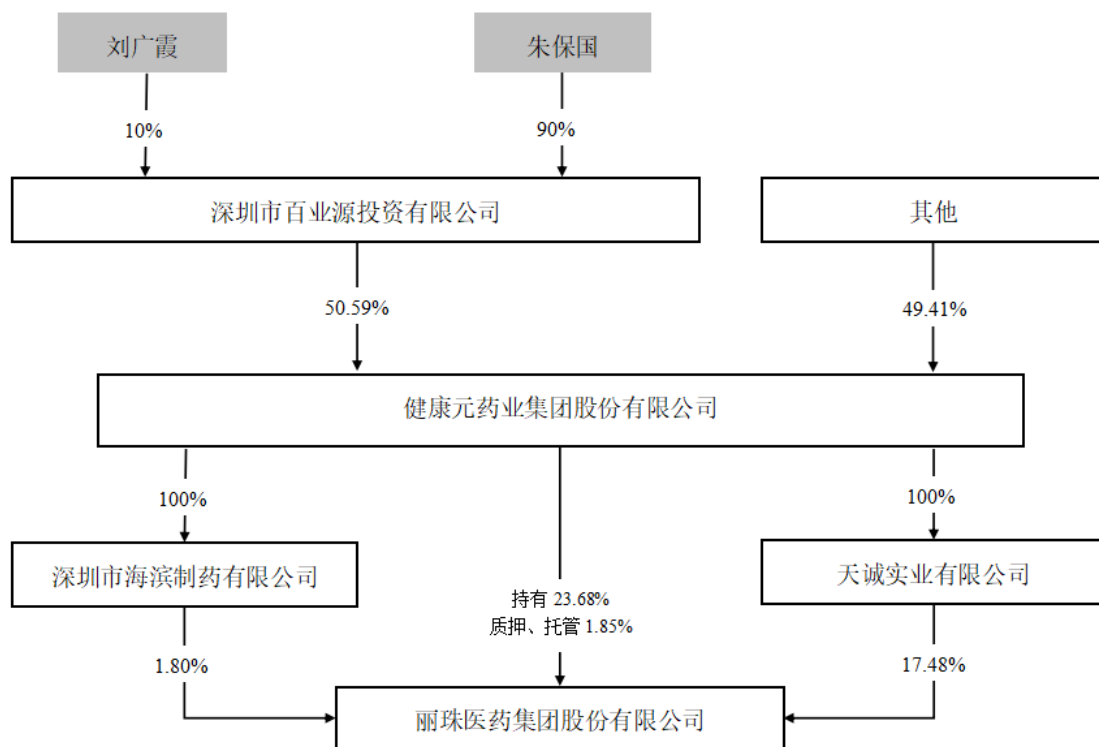 刘广霞
朱保国
10%
90%
深圳市百业源投资有限公司
其他
50.59%
49.41%
健康元药业集团股份有限公司
100%
100%
深圳市海滨制药有限公司
天诚实业有限公司
持有 23.68%
质押、托管 1.85%
1.80%
17.48%
丽珠医药集团股份有限公司